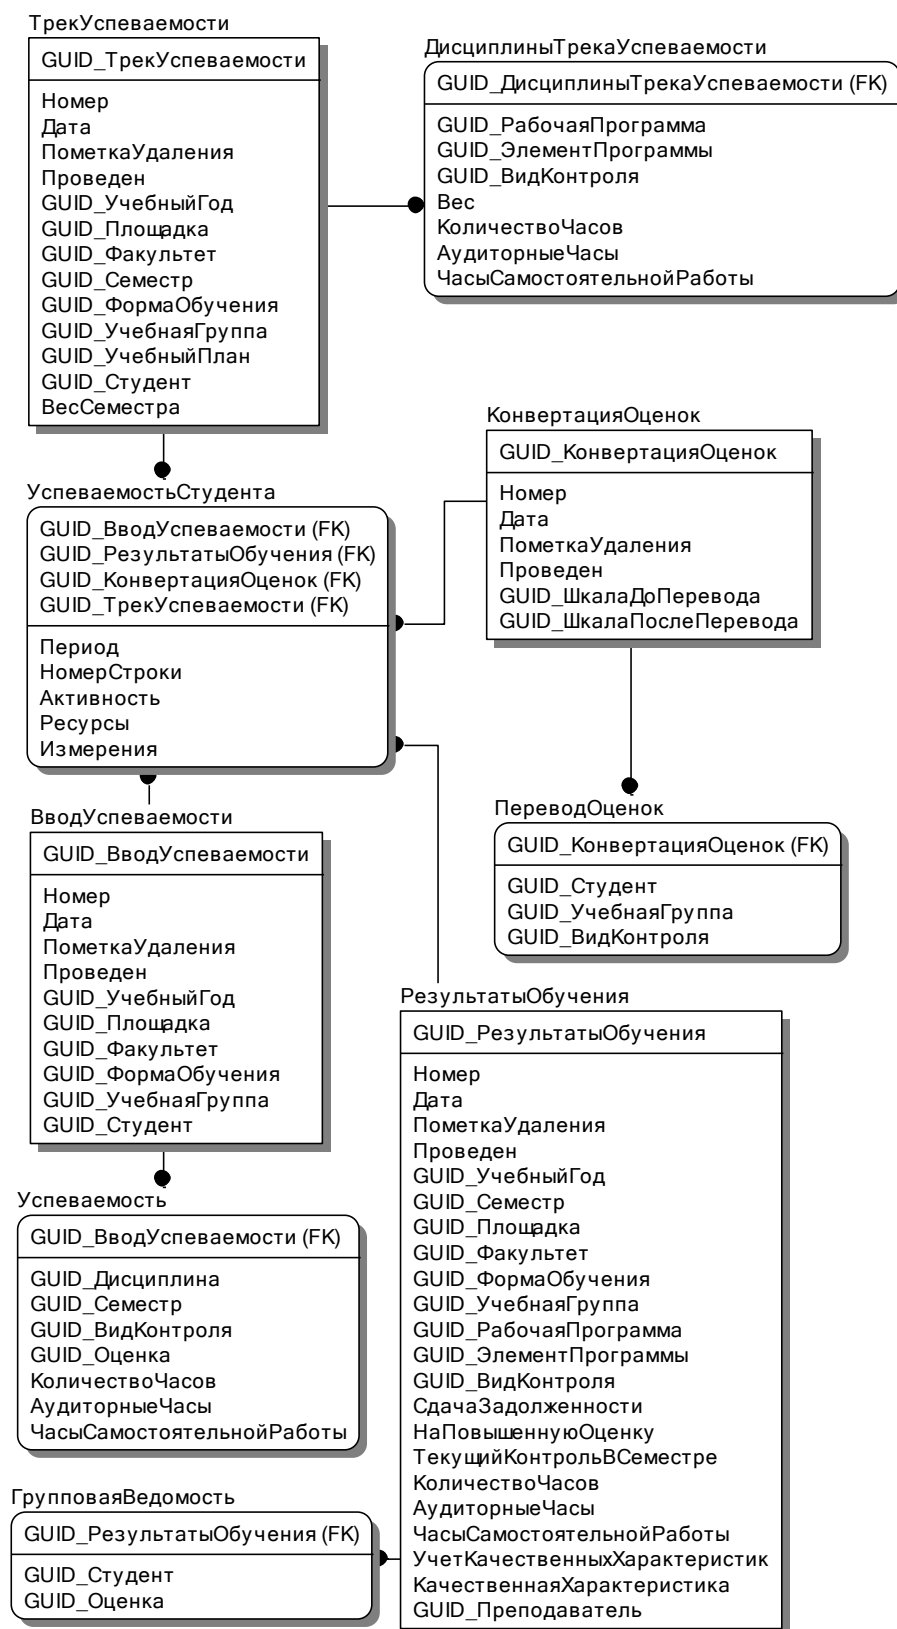 ТрекУспеваемости
GUID_ТрекУспеваемости
Номер
Дата
ПометкаУдаления
Проведен
GUID_УчебныйГод
GUID_Площадка
GUID_Факультет
GUID_Семестр
GUID_ФормаОбучения
GUID_УчебнаяГруппа
GUID_УчебныйПлан
GUID_Студент
ВесСеместра
ДисциплиныТрекаУспеваемости
GUID_ДисциплиныТрекаУспеваемости (FK)
GUID_РабочаяПрограмма
GUID_ЭлементПрограммы
GUID_ВидКонтроля
Вес
КоличествоЧасов
АудиторныеЧасы
ЧасыСамостоятельнойРаботы
КонвертацияОценок
GUID_КонвертацияОценок
Номер
Дата
ПометкаУдаления
Проведен
GUID_ШкалаДоПеревода
GUID_ШкалаПослеПеревода
УспеваемостьСтудента
GUID_ВводУспеваемости (FK)
GUID_РезультатыОбучения (FK)
GUID_КонвертацияОценок (FK)
GUID_ТрекУспеваемости (FK)
Период
НомерСтроки
Активность
Ресурсы
Измерения
ПереводОценок
GUID_КонвертацияОценок (FK)
GUID_Студент
GUID_УчебнаяГруппа
GUID_ВидКонтроля
ВводУспеваемости
GUID_ВводУспеваемости
Номер
Дата
ПометкаУдаления
Проведен
GUID_УчебныйГод
GUID_Площадка
GUID_Факультет
GUID_ФормаОбучения
GUID_УчебнаяГруппа
GUID_Студент
РезультатыОбучения
GUID_РезультатыОбучения
Номер
Дата
ПометкаУдаления
Проведен
GUID_УчебныйГод
GUID_Семестр
GUID_Площадка
GUID_Факультет
GUID_ФормаОбучения
GUID_УчебнаяГруппа
GUID_РабочаяПрограмма
GUID_ЭлементПрограммы
GUID_ВидКонтроля
СдачаЗадолженности
НаПовышеннуюОценку
ТекущийКонтрольВСеместре
КоличествоЧасов
АудиторныеЧасы
ЧасыСамостоятельнойРаботы
УчетКачественныхХарактеристик
КачественнаяХарактеристика
GUID_Преподаватель
Успеваемость
GUID_ВводУспеваемости (FK)
GUID_Дисциплина
GUID_Семестр
GUID_ВидКонтроля
GUID_Оценка
КоличествоЧасов
АудиторныеЧасы
ЧасыСамостоятельнойРаботы
ГрупповаяВедомость
GUID_РезультатыОбучения (FK)
GUID_Студент
GUID_Оценка